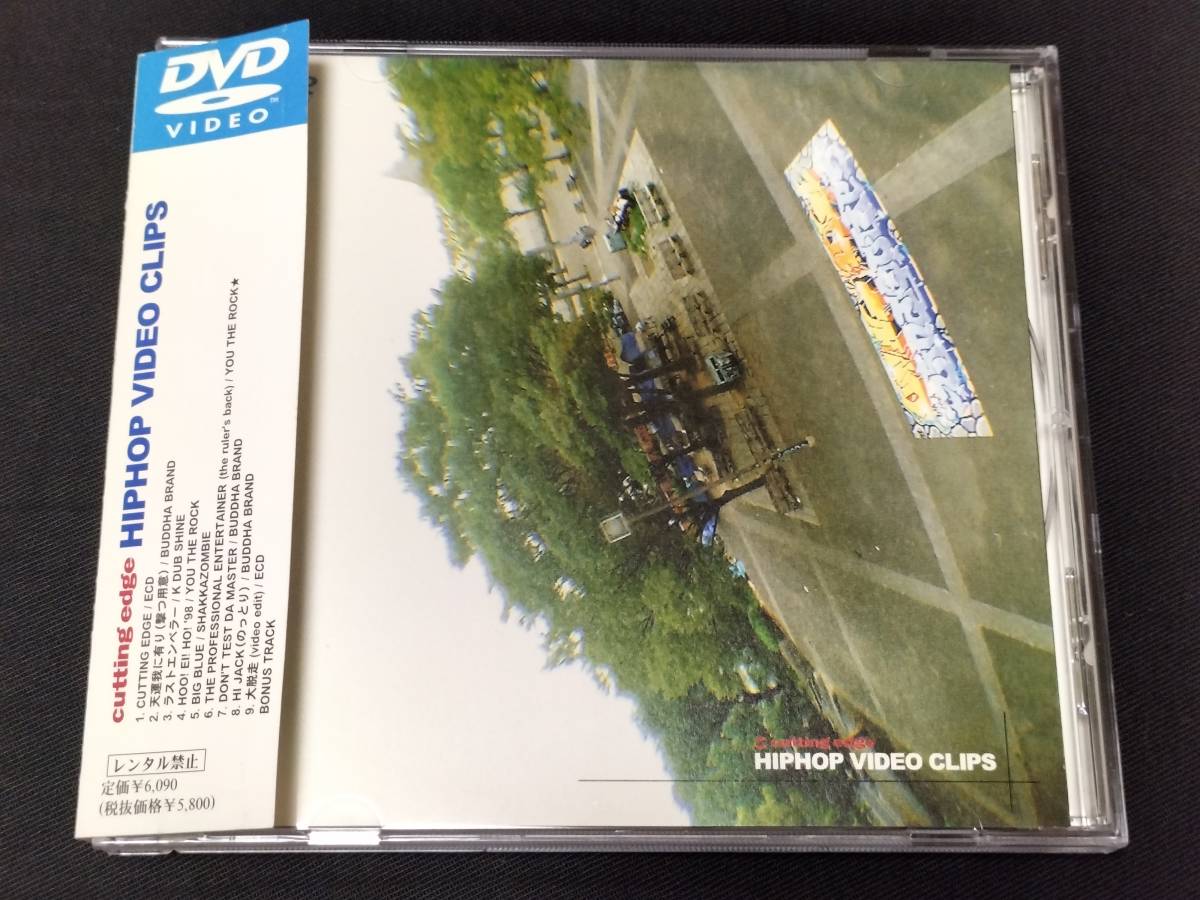 DVD
VIDEO
cutting edge HIPHOP VIDEO CLIPS
1. CUTTING EDGE / ECD
2. 天運我に有り (撃つ用意) / BUDDHA BRAND
3. ラストエンペラー / K DUB SHINE
4. HOO! EI! HO! '98 / YOU THE ROCK
5. BIG BLUE / SHAKKAZOMBIE
6. THE PROFESSIONAL ENTERTAINER (the ruler's back) / YOU THE ROCK★
7. DON'T TEST DA MASTER / BUDDHA BRAND
8. HI JACK (のっとり) / BUDDHA BRAND
9. 大脱走 (video edit) / ECD
BONUS TRACK
レンタル禁止
定価¥6,090
(税抜価格¥5,800)
cutting edge
HIPHOP VIDEO CLIPS